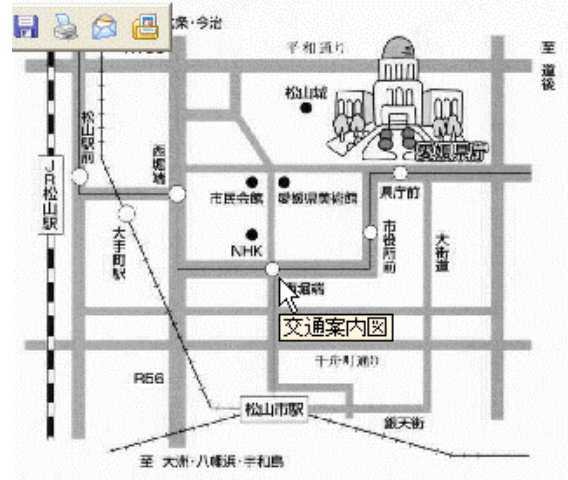 条・今治
平和通り
至 道後
松山城
松山駅前
西堀端
愛媛県庁
JR松山駅
市民会館
愛媛県美術館
県庁前
大手町駅
NHK
市役所前
大街道
堀端
交通案内図
千舟町通り
R56
松山市駅
銀天街
至 大洲・八幡浜・宇和島